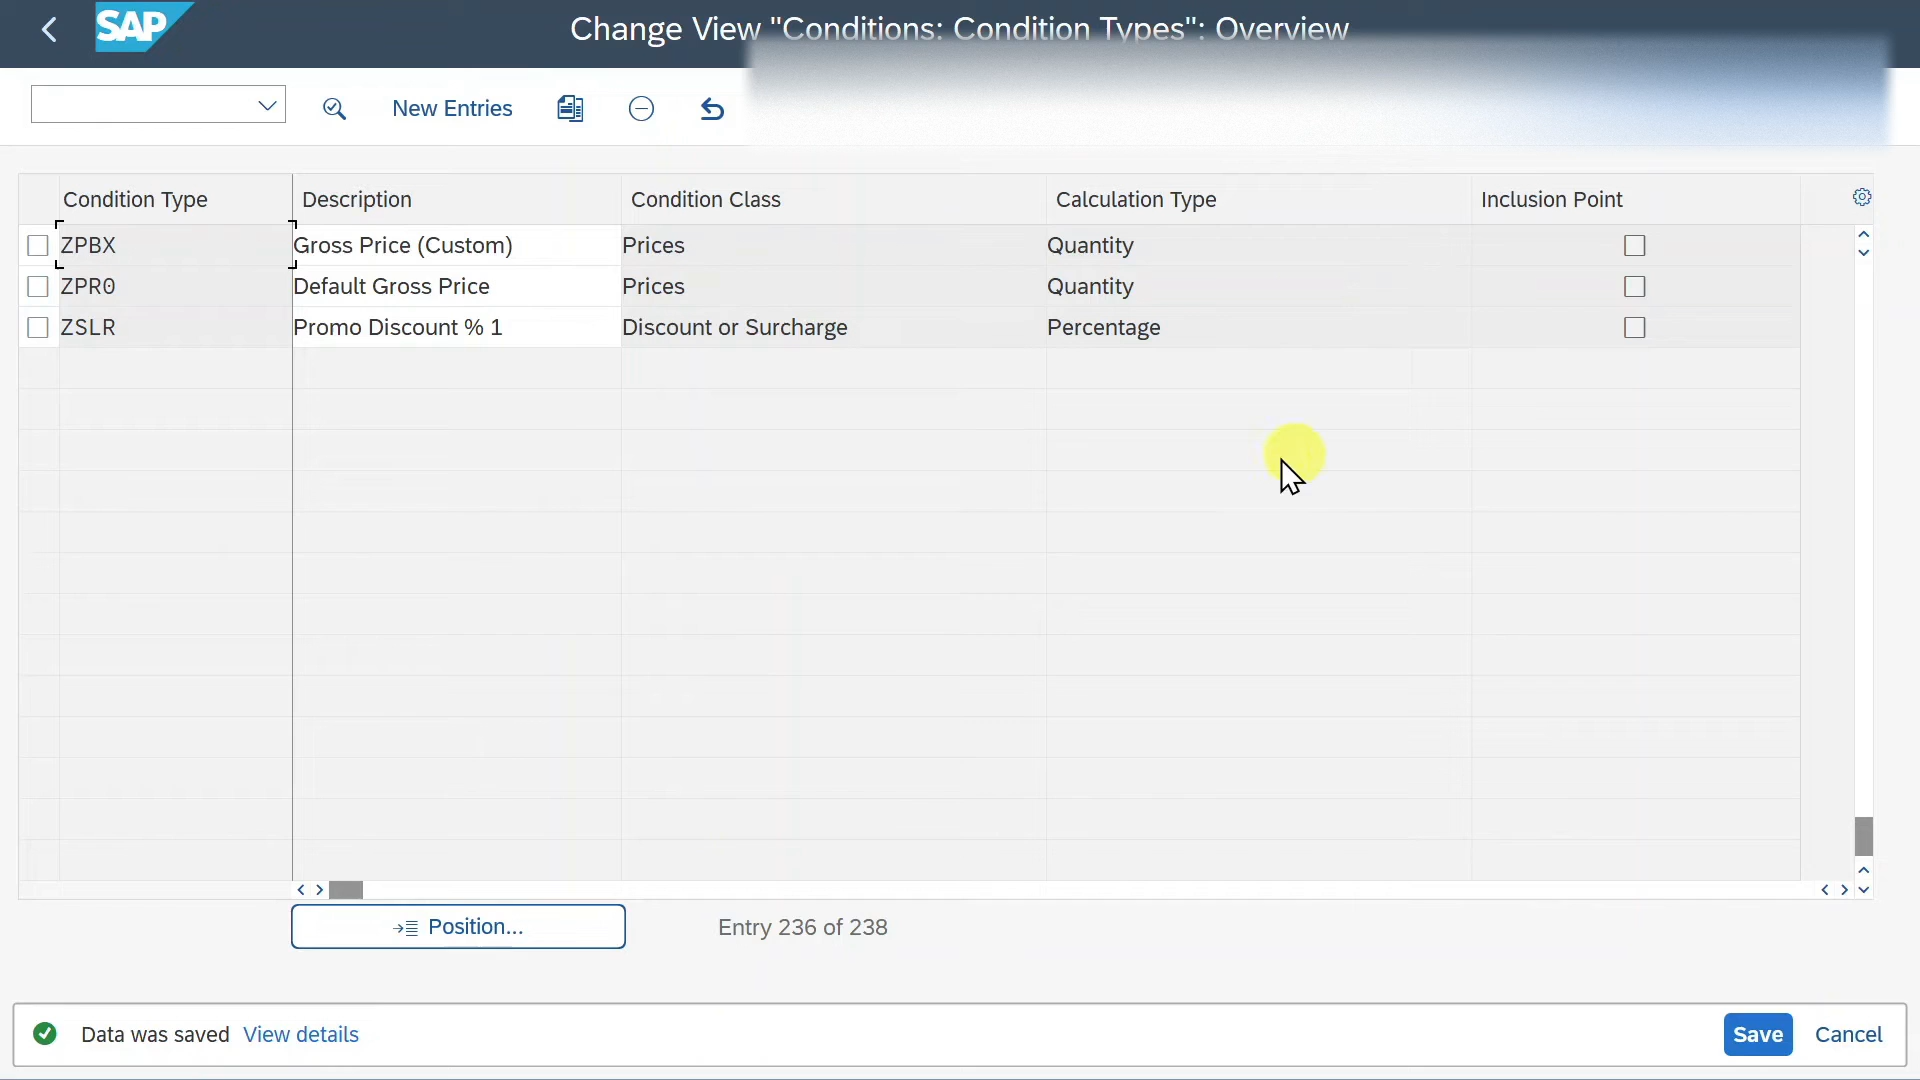 SAP
Change View "Conditions: Condition Types": Overview
New Entries
Condition Type Description Condition Class Calculation Type Inclusion Point
ZPBX Gross Price (Custom) Prices Quantity
ZPR0 Default Gross Price Prices Quantity
ZSLR Promo Discount % 1 Discount or Surcharge Percentage
Position... Entry 236 of 238
Data was saved View details Save Cancel